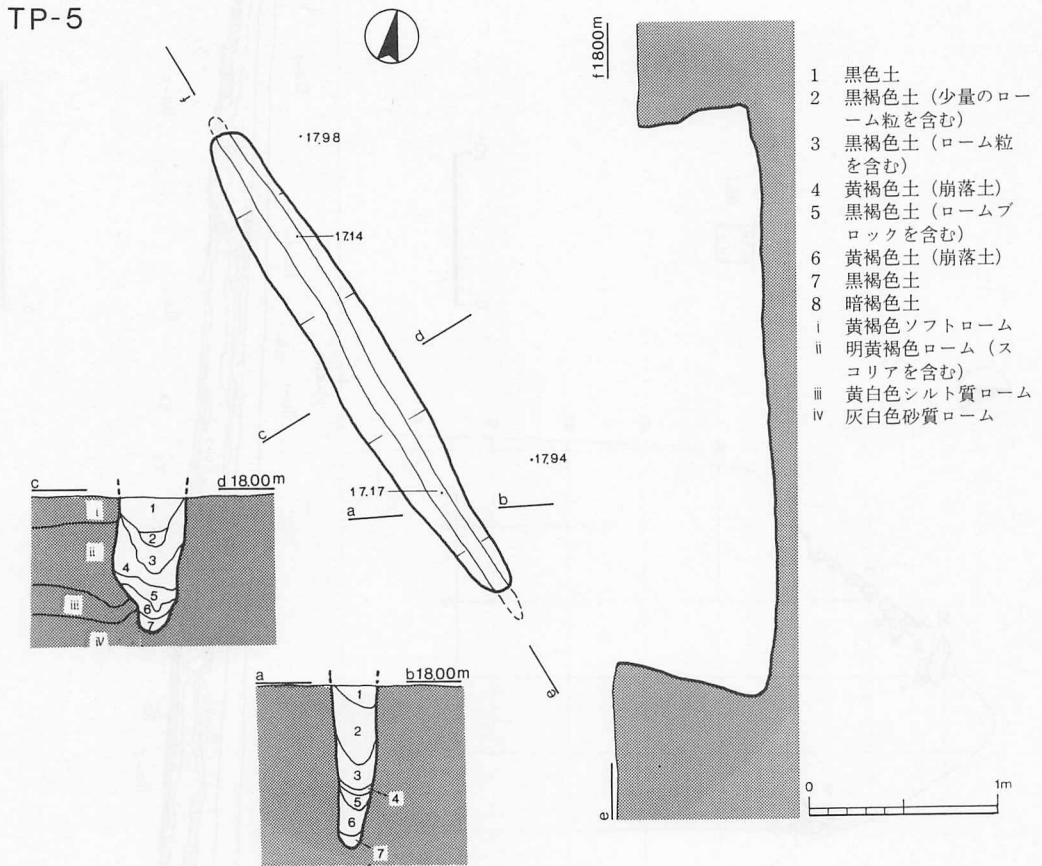 TP-5
f
17.98
17.14
d
c
17.94
17.17
a
b
e
f 18.00m
e
1 黒色土
2 黒褐色土（少量のロー
ーム粒を含む）
3 黒褐色土（ローム粒
を含む）
4 黄褐色土（崩落土）
5 黒褐色土（ロームブ
ロックを含む）
6 黄褐色土（崩落土）
7 黒褐色土
8 暗褐色土
ⅰ 黄褐色ソフトローム
ⅱ 明黄褐色ローム（ス
コリアを含む）
ⅲ 黄白色シルト質ローム
ⅳ 灰白色砂質ローム
c
d 18.00m
ⅰ
1
2
ⅱ
3
4
5
ⅲ
6
7
ⅳ
a
b 18.00m
1
2
3
4
5
6
7
0
1m